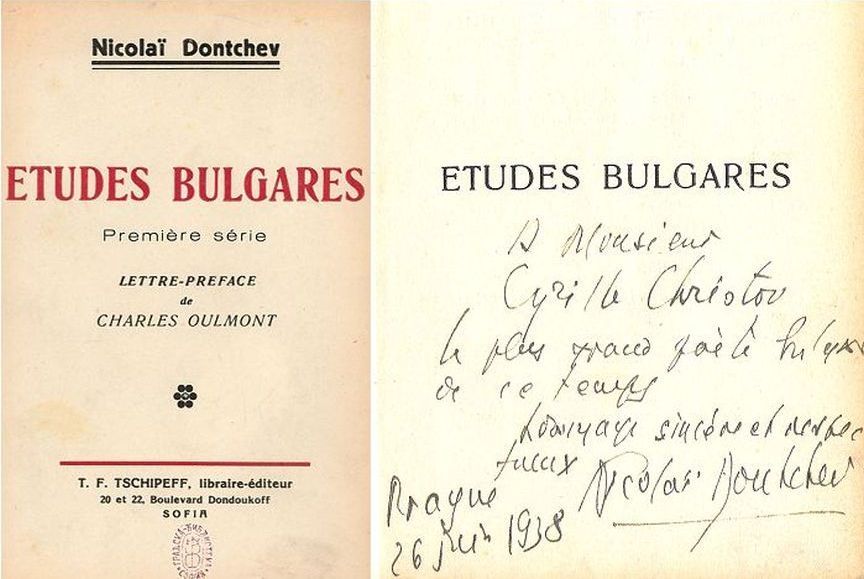 Nicolaï Dontchev
ETUDES BULGARES
Première série
LETTRE-PREFACE
de
CHARLES OULMONT
T. F. TSCHIPEFF, libraire-éditeur
20 et 22, Boulevard Dondoukoff
SOFIA
ETUDES BULGARES
A Monsieur
Cyrille Christov
le plus grand poète bulgare
de ce temps
hommage sincère et respec
tueux Nicolaï Dontchev
Prague
26 juin 1938